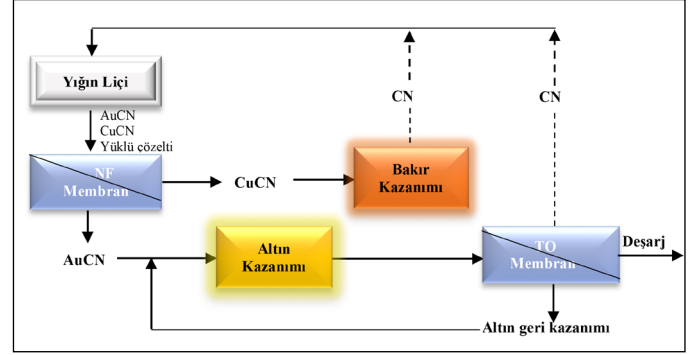 Yığın Liçi
AuCN
CuCN
Yüklü çözelti
NF
Membran
CuCN
Bakır
Kazanımı
CN
CN
AuCN
Altın
Kazanımı
TO
Membran
Deşarj
Altın geri kazanımı